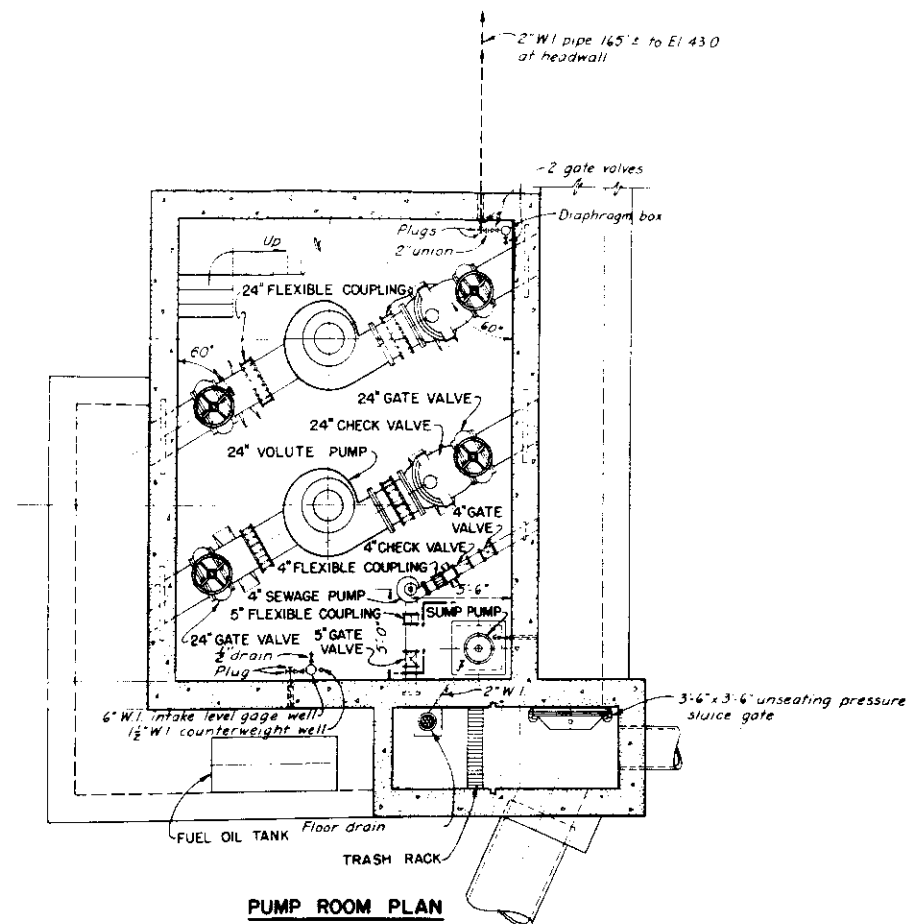 2" W.I. pipe 165' ± to El 43.0
at headwall
2 gate valves
Diaphragm box
Plugs
2" union
Up
24" FLEXIBLE COUPLING
60°
60°
24" GATE VALVE
24" CHECK VALVE
24" VOLUTE PUMP
4" GATE
VALVE
4" CHECK VALVE
4" FLEXIBLE COUPLING
4" SEWAGE PUMP
5'-6"
5" FLEXIBLE COUPLING
SUMP PUMP
24" GATE VALVE
5" GATE
VALVE
5'-0"
½" drain
Plug
2" W.I.
6" W.I. intake level gage well
1½" W.I. counterweight well
3'-6" x 3'-6" unseating pressure
sluice gate
FUEL OIL TANK
Floor drain
TRASH RACK
PUMP ROOM PLAN